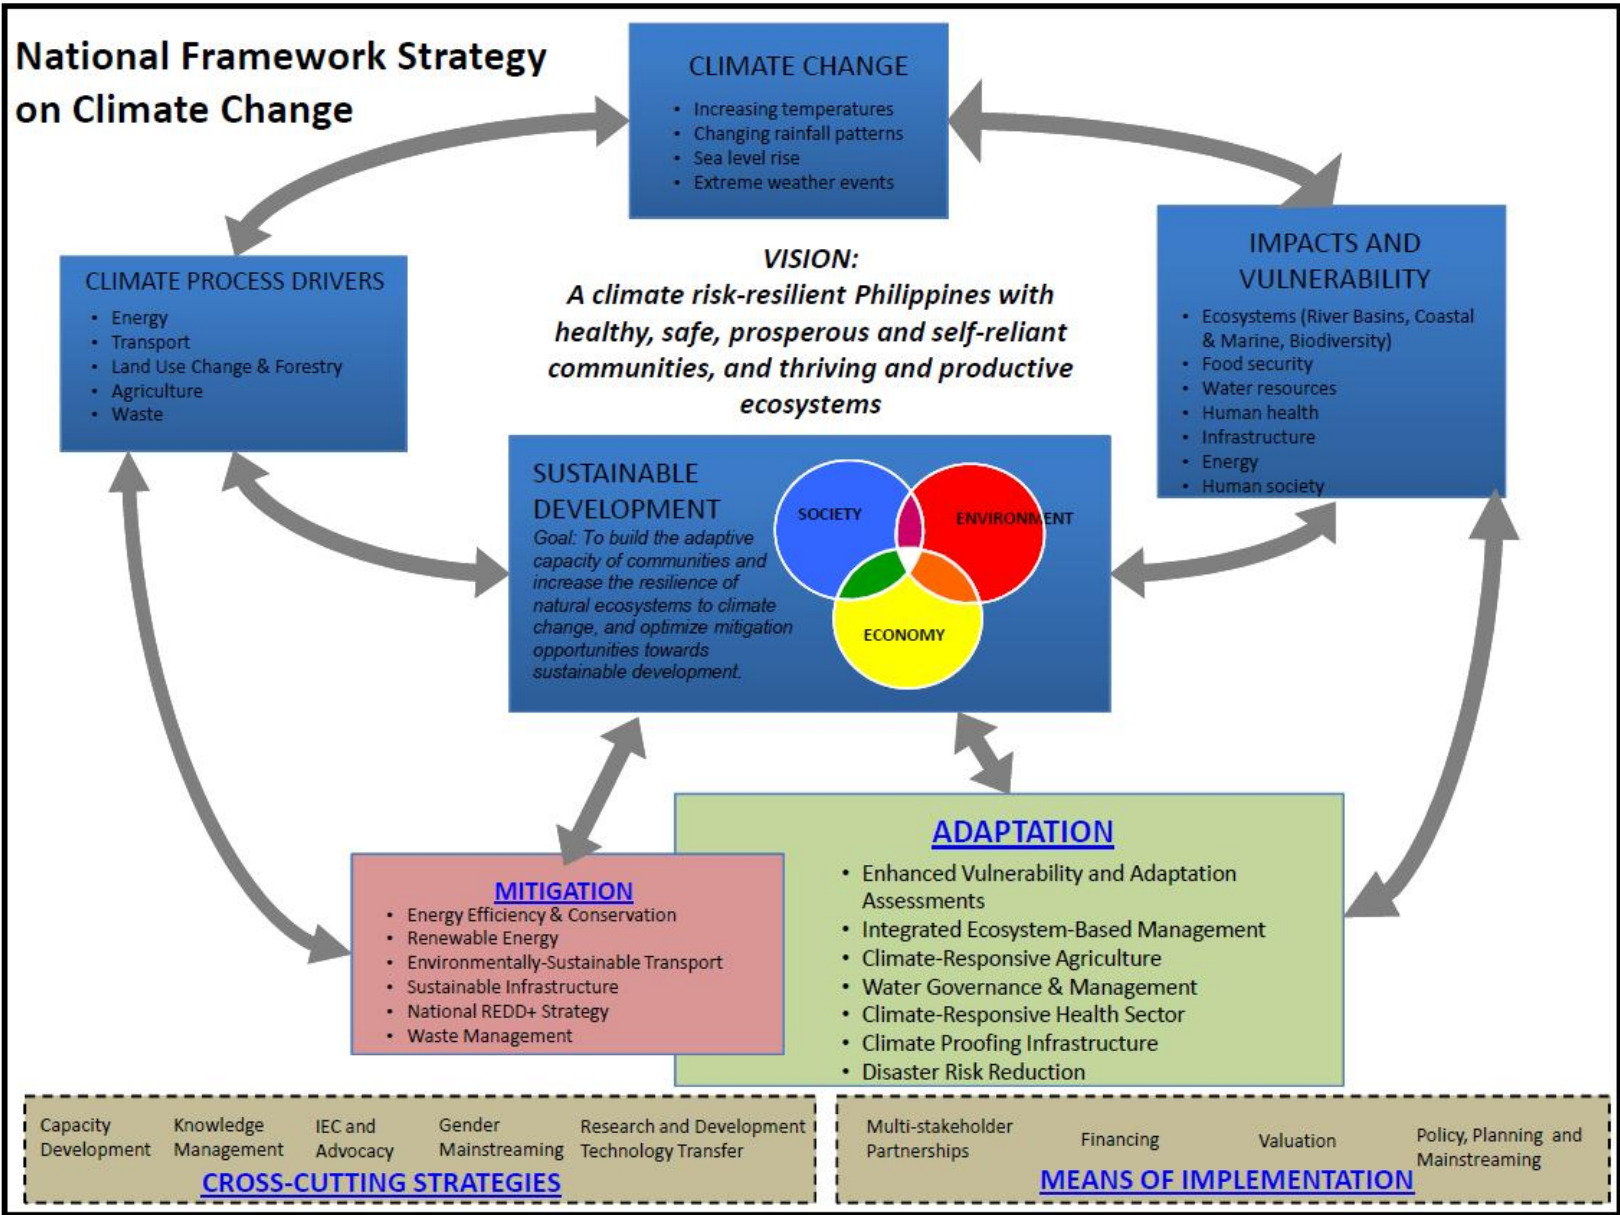 National Framework Strategy
on Climate Change
CLIMATE CHANGE
• Increasing temperatures
• Changing rainfall patterns
• Sea level rise
• Extreme weather events
CLIMATE PROCESS DRIVERS
• Energy
• Transport
• Land Use Change & Forestry
• Agriculture
• Waste
VISION:
A climate risk-resilient Philippines with
healthy, safe, prosperous and self-reliant
communities, and thriving and productive
ecosystems
IMPACTS AND
VULNERABILITY
• Ecosystems (River Basins, Coastal
& Marine, Biodiversity)
• Food security
• Water resources
• Human health
• Infrastructure
• Energy
• Human society
SUSTAINABLE
DEVELOPMENT
Goal: To build the adaptive
capacity of communities and
increase the resilience of
natural ecosystems to climate
change, and optimize mitigation
opportunities towards
sustainable development.
SOCIETY
ENVIRONMENT
ECONOMY
MITIGATION
• Energy Efficiency & Conservation
• Renewable Energy
• Environmentally-Sustainable Transport
• Sustainable Infrastructure
• National REDD+ Strategy
• Waste Management
ADAPTATION
• Enhanced Vulnerability and Adaptation
Assessments
• Integrated Ecosystem-Based Management
• Climate-Responsive Agriculture
• Water Governance & Management
• Climate-Responsive Health Sector
• Climate Proofing Infrastructure
• Disaster Risk Reduction
Capacity
Development
Knowledge
Management
IEC and
Advocacy
Gender
Mainstreaming
Research and Development
Technology Transfer
CROSS-CUTTING STRATEGIES
Multi-stakeholder
Partnerships
Financing
Valuation
Policy, Planning and
Mainstreaming
MEANS OF IMPLEMENTATION